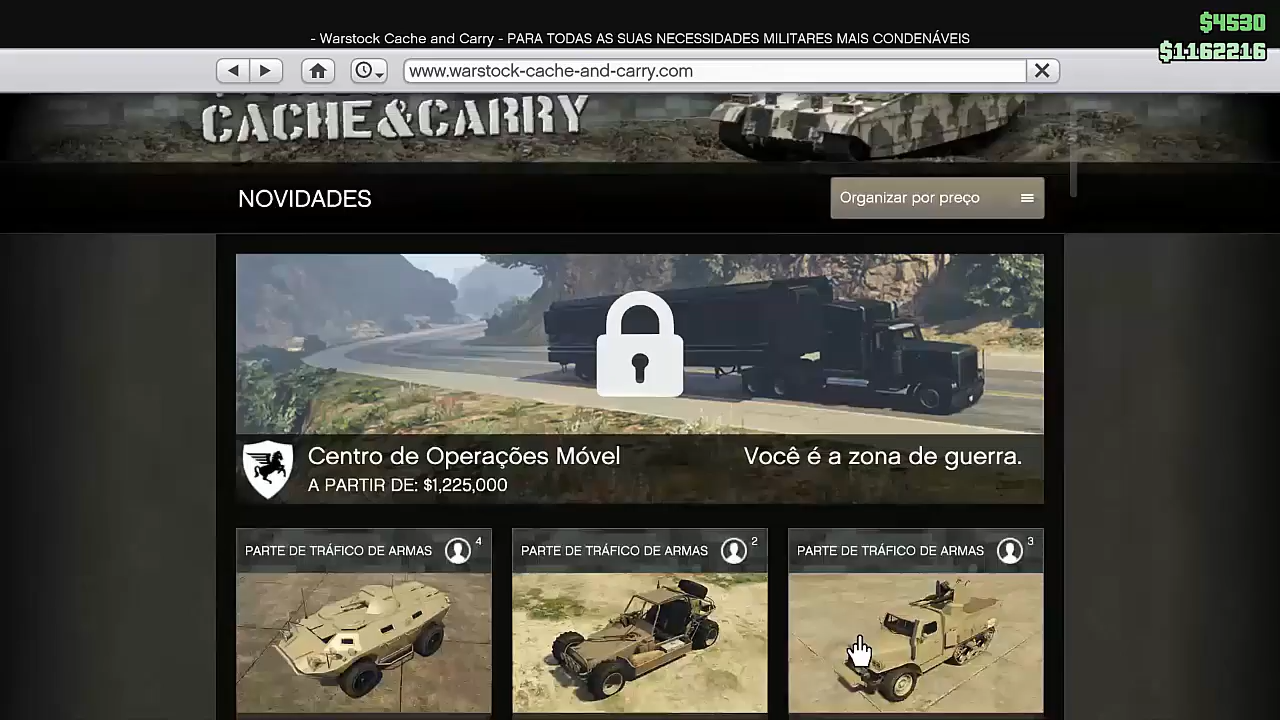 $4530
- Warstock Cache and Carry - PARA TODAS AS SUAS NECESSIDADES MILITARES MAIS CONDENÁVEIS
$1162216
www.warstock-cache-and-carry.com
CACHE&CARRY
NOVIDADES
Organizar por preço
Centro de Operações Móvel
Você é a zona de guerra.
A PARTIR DE: $1,225,000
PARTE DE TRÁFICO DE ARMAS 4
PARTE DE TRÁFICO DE ARMAS 2
PARTE DE TRÁFICO DE ARMAS 3